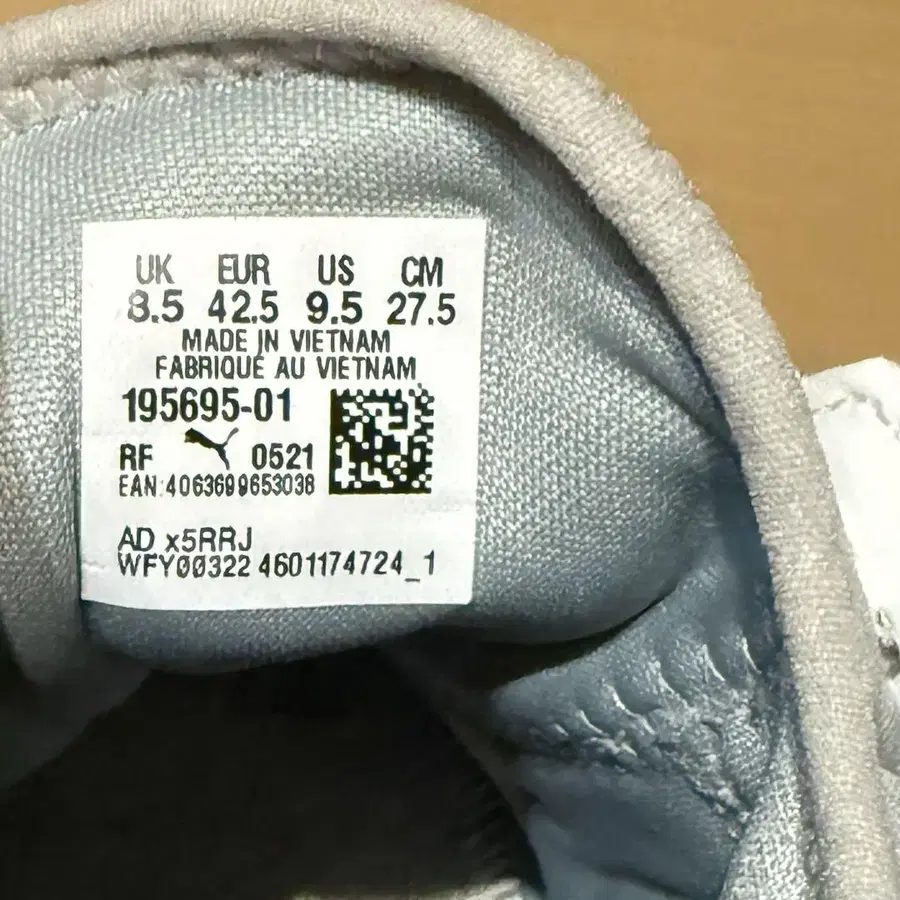 UK EUR US CM
8.5 42.5 9.5 27.5
MADE IN VIETNAM
FABRIQUÉ AU VIETNAM
195695-01
RF 0521
EAN:4063699653038
AD x5RRJ
WFY00322 4601174724_1